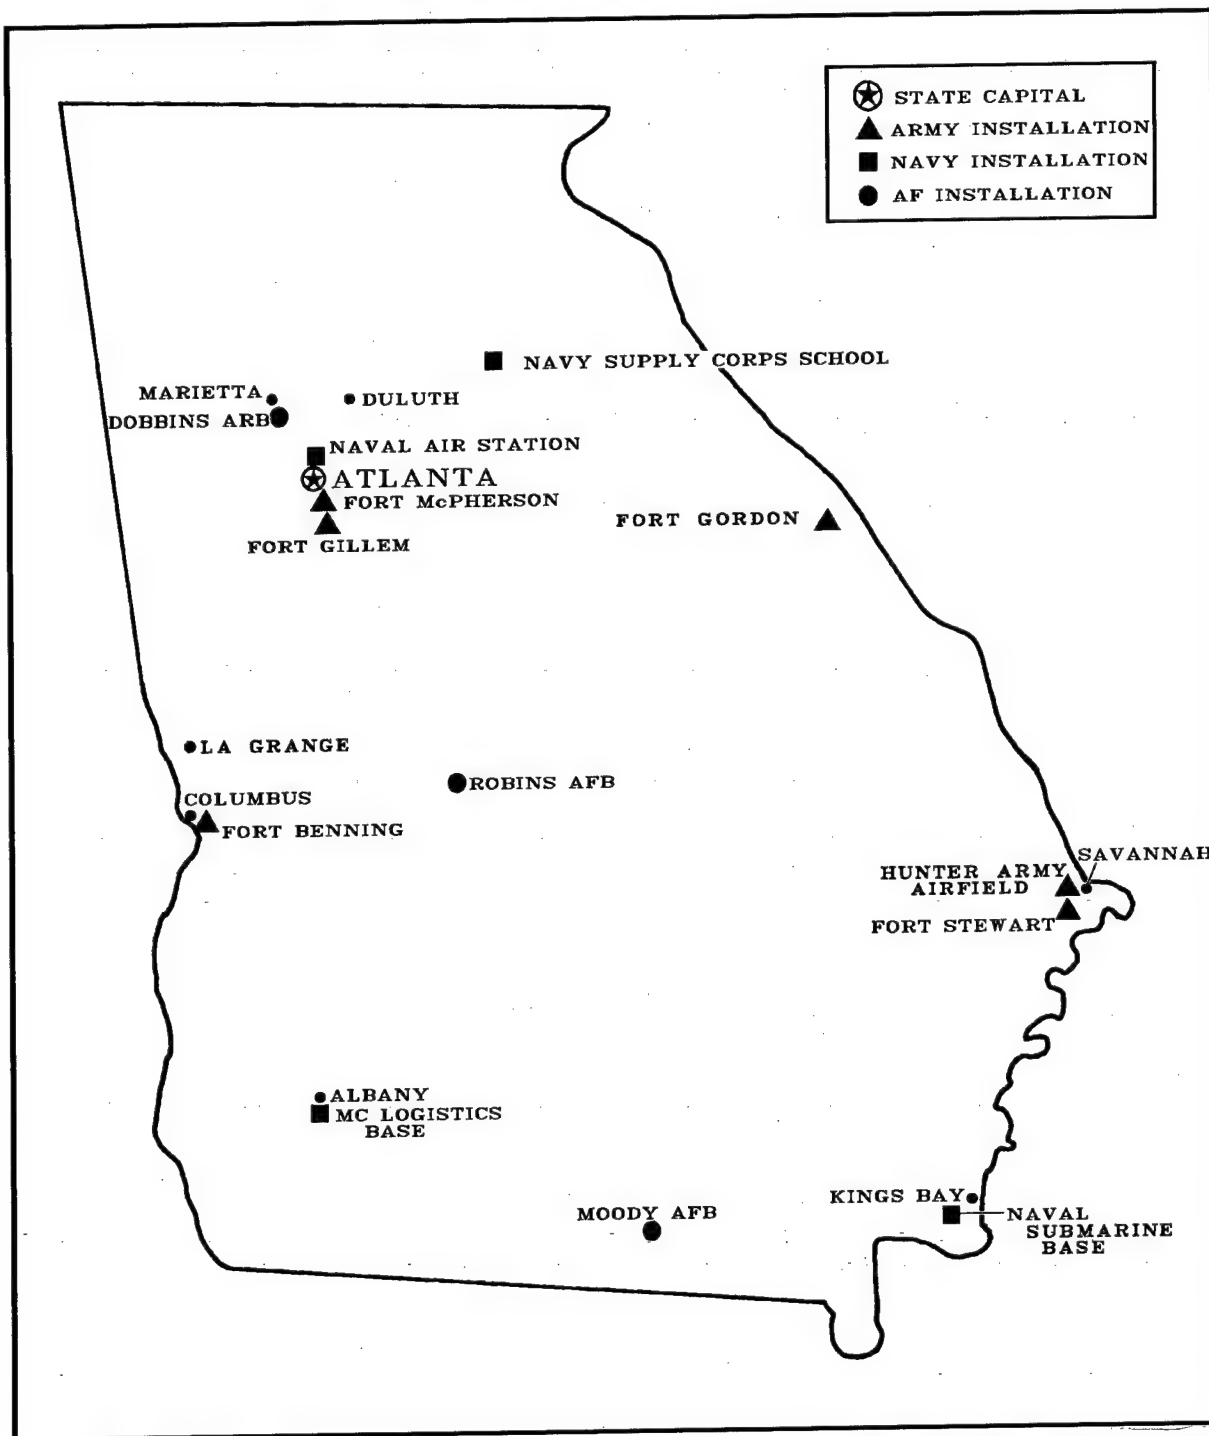 STATE CAPITAL
ARMY INSTALLATION
NAVY INSTALLATION
AF INSTALLATION
NAVY SUPPLY CORPS SCHOOL
MARIETTA
DULUTH
DOBBINS ARB
NAVAL AIR STATION
ATLANTA
FORT McPHERSON
FORT GORDON
FORT GILLEM
LA GRANGE
ROBINS AFB
COLUMBUS
FORT BENNING
SAVANNAH
HUNTER ARMY
AIRFIELD
FORT STEWART
ALBANY
MC LOGISTICS
BASE
KINGS BAY
MOODY AFB
NAVAL
SUBMARINE
BASE